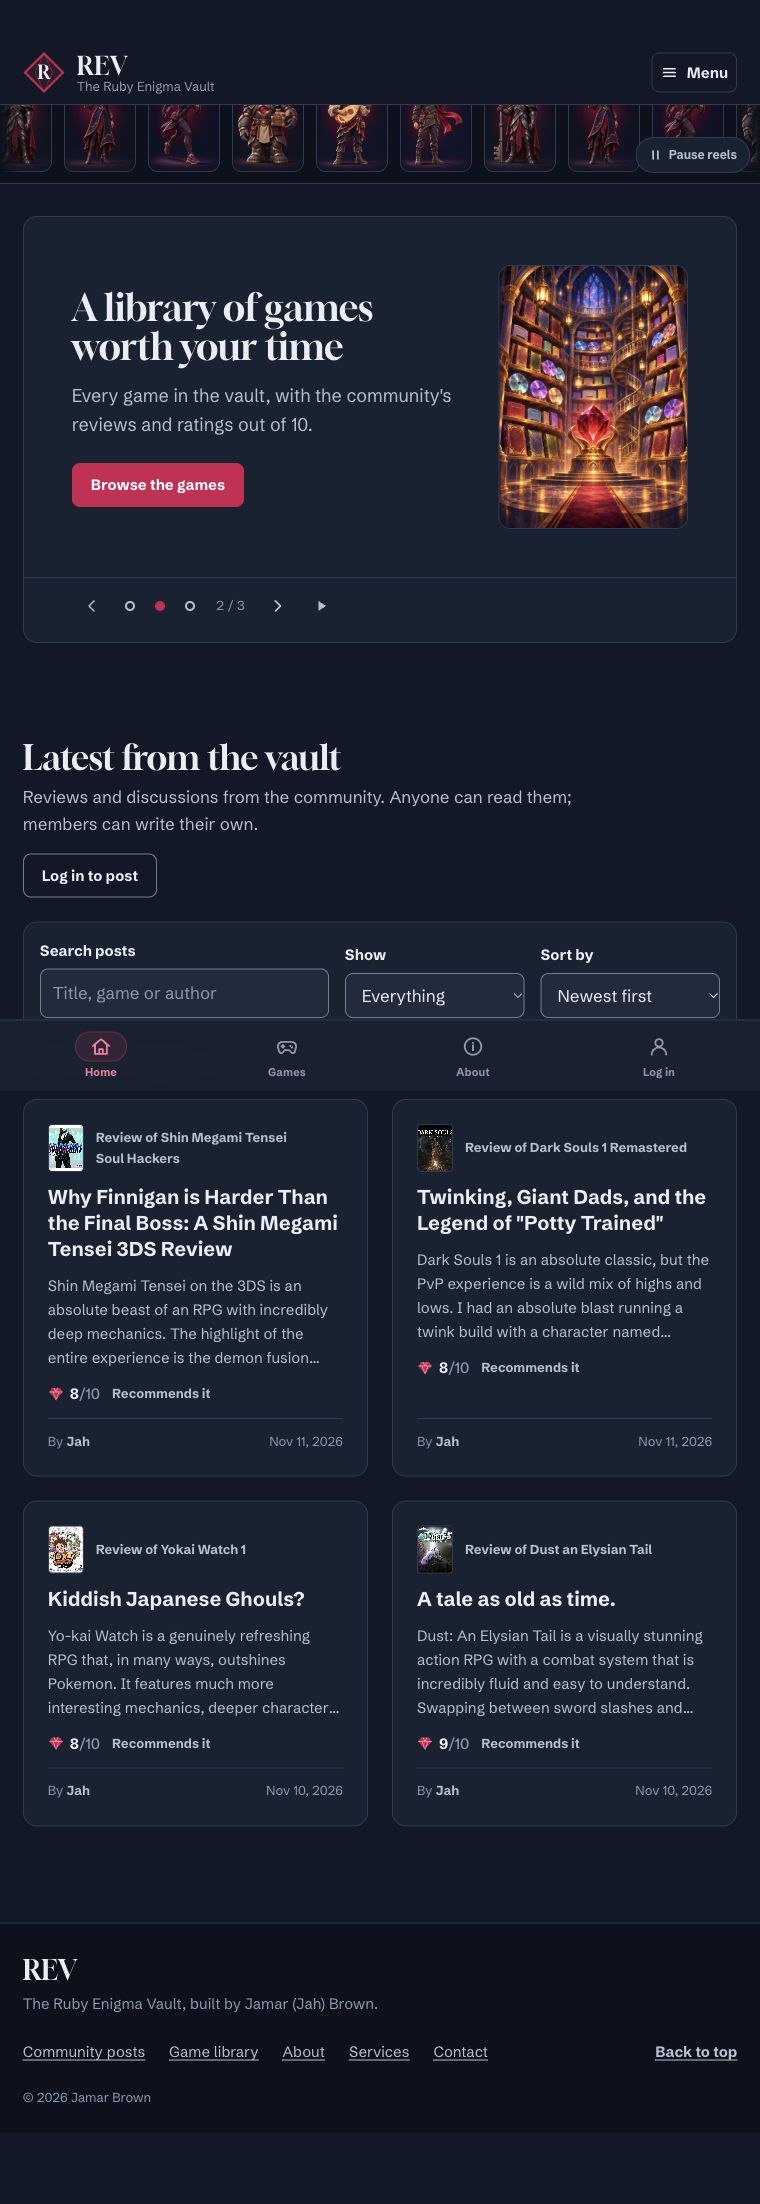 R
REV
The Ruby Enigma Vault
Menu
Pause reels
A library of games
worth your time
Every game in the vault, with the community's
reviews and ratings out of 10.
Browse the games
2 / 3
Latest from the vault
Reviews and discussions from the community. Anyone can read them;
members can write their own.
Log in to post
Search posts
Show
Sort by
Title, game or author
Everything
Newest first
Home
Games
About
Log in
Review of Shin Megami Tensei
Soul Hackers
Why Finnigan is Harder Than
the Final Boss: A Shin Megami
Tensei 3DS Review
Shin Megami Tensei on the 3DS is an
absolute beast of an RPG with incredibly
deep mechanics. The highlight of the
entire experience is the demon fusion...
8/10 Recommends it
By Jah
Nov 11, 2026
DARK SOULS
Review of Dark Souls 1 Remastered
Twinking, Giant Dads, and the
Legend of "Potty Trained"
Dark Souls 1 is an absolute classic, but the
PvP experience is a wild mix of highs and
lows. I had an absolute blast running a
twink build with a character named...
8/10 Recommends it
By Jah
Nov 11, 2026
Review of Yokai Watch 1
Kiddish Japanese Ghouls?
Yo-kai Watch is a genuinely refreshing
RPG that, in many ways, outshines
Pokemon. It features much more
interesting mechanics, deeper character...
8/10 Recommends it
By Jah
Nov 10, 2026
Review of Dust an Elysian Tail
A tale as old as time.
Dust: An Elysian Tail is a visually stunning
action RPG with a combat system that is
incredibly fluid and easy to understand.
Swapping between sword slashes and...
9/10 Recommends it
By Jah
Nov 10, 2026
REV
The Ruby Enigma Vault, built by Jamar (Jah) Brown.
Community posts
Game library
About
Services
Contact
Back to top
© 2026 Jamar Brown